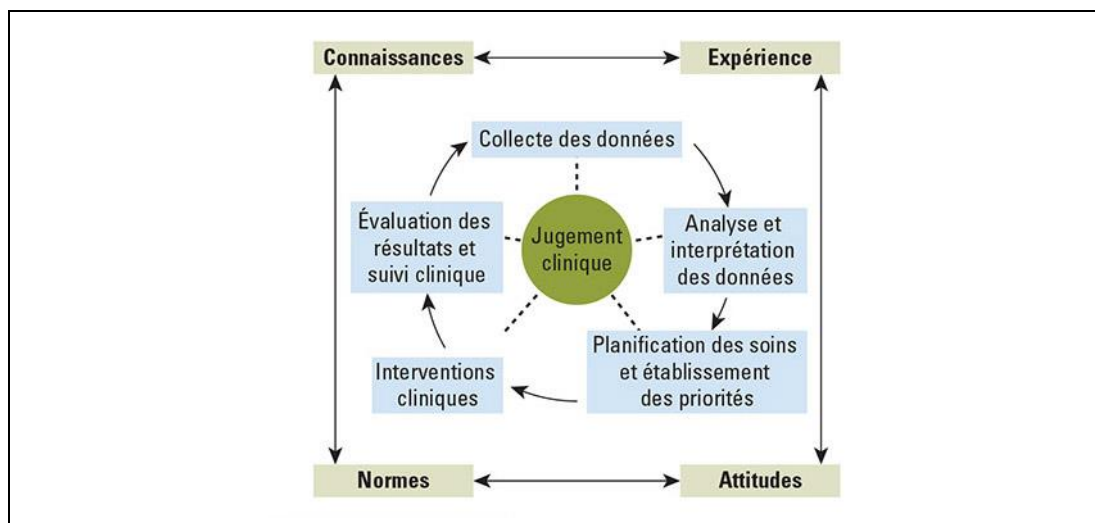 Connaissances
Expérience
Collecte des données
Évaluation des
résultats et
suivi clinique
Jugement
clinique
Analyse et
interprétation
des données
Interventions
cliniques
Planification des soins
et établissement
des priorités
Normes
Attitudes